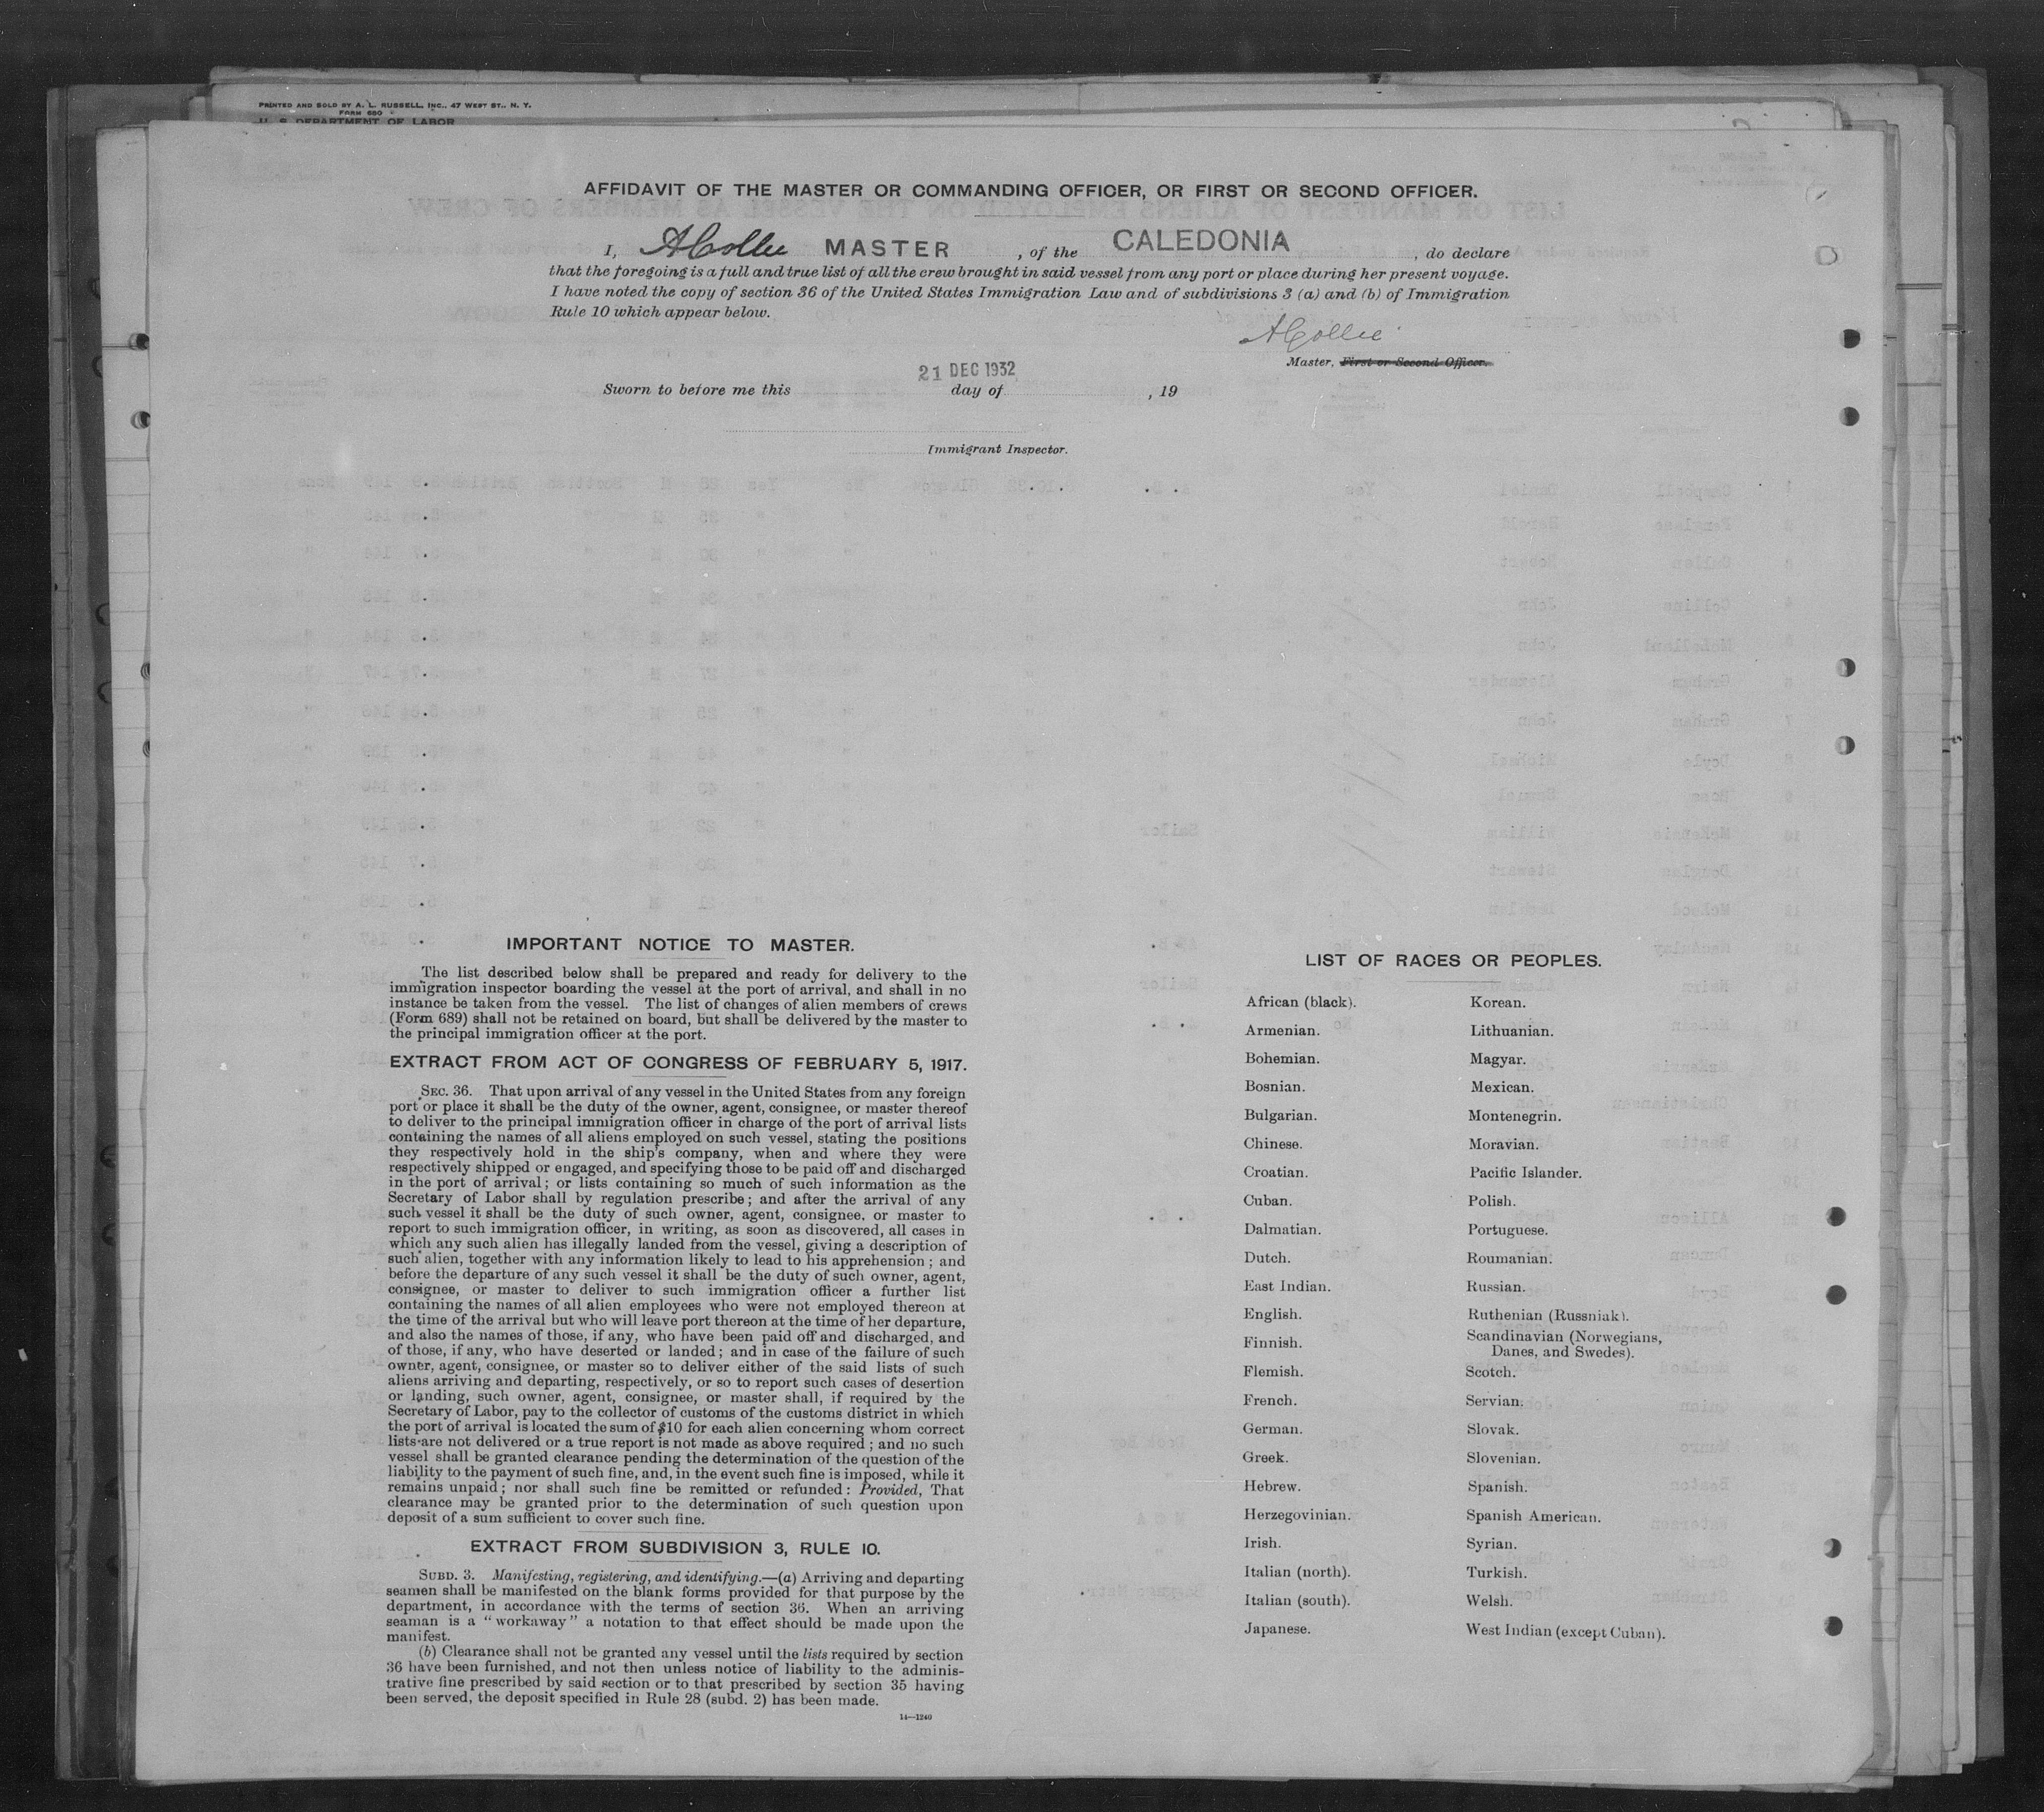 PRINTED AND SOLD BY A. L. RUSSELL, INC., 47 WEST ST., N. Y.
FORM 680
U. S. DEPARTMENT OF LABOR
AFFIDAVIT OF THE MASTER OR COMMANDING OFFICER, OR FIRST OR SECOND OFFICER.
I, A Collie MASTER, of the CALEDONIA, do declare
that the foregoing is a full and true list of all the crew brought in said vessel from any port or place during her present voyage.
I have noted the copy of section 36 of the United States Immigration Law and of subdivisions 3 (a) and (b) of Immigration
Rule 10 which appear below.
A Collie
Master, First or Second Officer.
21 DEC 1932
Sworn to before me this day of , 19
Immigrant Inspector.
IMPORTANT NOTICE TO MASTER.
The list described below shall be prepared and ready for delivery to the
immigration inspector boarding the vessel at the port of arrival, and shall in no
instance be taken from the vessel. The list of changes of alien members of crews
(Form 689) shall not be retained on board, but shall be delivered by the master to
the principal immigration officer at the port.
EXTRACT FROM ACT OF CONGRESS OF FEBRUARY 5, 1917.
SEC. 36. That upon arrival of any vessel in the United States from any foreign
port or place it shall be the duty of the owner, agent, consignee, or master thereof
to deliver to the principal immigration officer in charge of the port of arrival lists
containing the names of all aliens employed on such vessel, stating the positions
they respectively hold in the ship's company, when and where they were
respectively shipped or engaged, and specifying those to be paid off and discharged
in the port of arrival; or lists containing so much of such information as the
Secretary of Labor shall by regulation prescribe; and after the arrival of any
such vessel it shall be the duty of such owner, agent, consignee, or master to
report to such immigration officer, in writing, as soon as discovered, all cases in
which any such alien has illegally landed from the vessel, giving a description of
such alien, together with any information likely to lead to his apprehension; and
before the departure of any such vessel it shall be the duty of such owner, agent,
consignee, or master to deliver to such immigration officer a further list
containing the names of all alien employees who were not employed thereon at
the time of the arrival but who will leave port thereon at the time of her departure,
and also the names of those, if any, who have been paid off and discharged, and
of those, if any, who have deserted or landed; and in case of the failure of such
owner, agent, consignee, or master so to deliver either of the said lists of such
aliens arriving and departing, respectively, or so to report such cases of desertion
or landing, such owner, agent, consignee, or master shall, if required by the
Secretary of Labor, pay to the collector of customs of the customs district in which
the port of arrival is located the sum of $10 for each alien concerning whom correct
lists are not delivered or a true report is not made as above required; and no such
vessel shall be granted clearance pending the determination of the question of the
liability to the payment of such fine, and, in the event such fine is imposed, while it
remains unpaid; nor shall such fine be remitted or refunded: Provided, That
clearance may be granted prior to the determination of such question upon
deposit of a sum sufficient to cover such fine.
EXTRACT FROM SUBDIVISION 3, RULE 10.
SUBD. 3. Manifesting, registering, and identifying.—(a) Arriving and departing
seamen shall be manifested on the blank forms provided for that purpose by the
department, in accordance with the terms of section 36. When an arriving
seaman is a "workaway" a notation to that effect should be made upon the
manifest.
(b) Clearance shall not be granted any vessel until the lists required by section
36 have been furnished, and not then unless notice of liability to the adminis-
trative fine prescribed by said section or to that prescribed by section 35 having
been served, the deposit specified in Rule 28 (subd. 2) has been made.
14—1240
LIST OF RACES OR PEOPLES.
African (black).
Armenian.
Bohemian.
Bosnian.
Bulgarian.
Chinese.
Croatian.
Cuban.
Dalmatian.
Dutch.
East Indian.
English.
Finnish.
Flemish.
French.
German.
Greek.
Hebrew.
Herzegovinian.
Irish.
Italian (north).
Italian (south).
Japanese.
Korean.
Lithuanian.
Magyar.
Mexican.
Montenegrin.
Moravian.
Pacific Islander.
Polish.
Portuguese.
Roumanian.
Russian.
Ruthenian (Russniak).
Scandinavian (Norwegians,
Danes, and Swedes).
Scotch.
Servian.
Slovak.
Slovenian.
Spanish.
Spanish American.
Syrian.
Turkish.
Welsh.
West Indian (except Cuban).